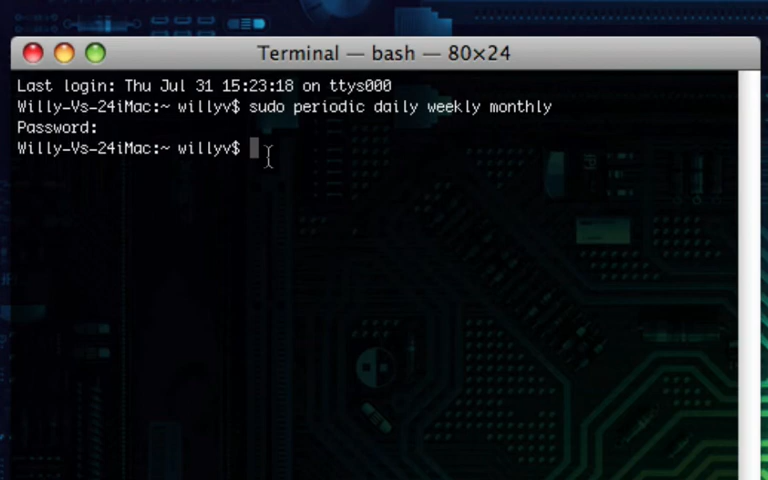 Terminal — bash — 80×24
Last login: Thu Jul 31 15:23:18 on ttys000
Willy-Vs-24iMac:~ willyv$ sudo periodic daily weekly monthly
Password:
Willy-Vs-24iMac:~ willyv$